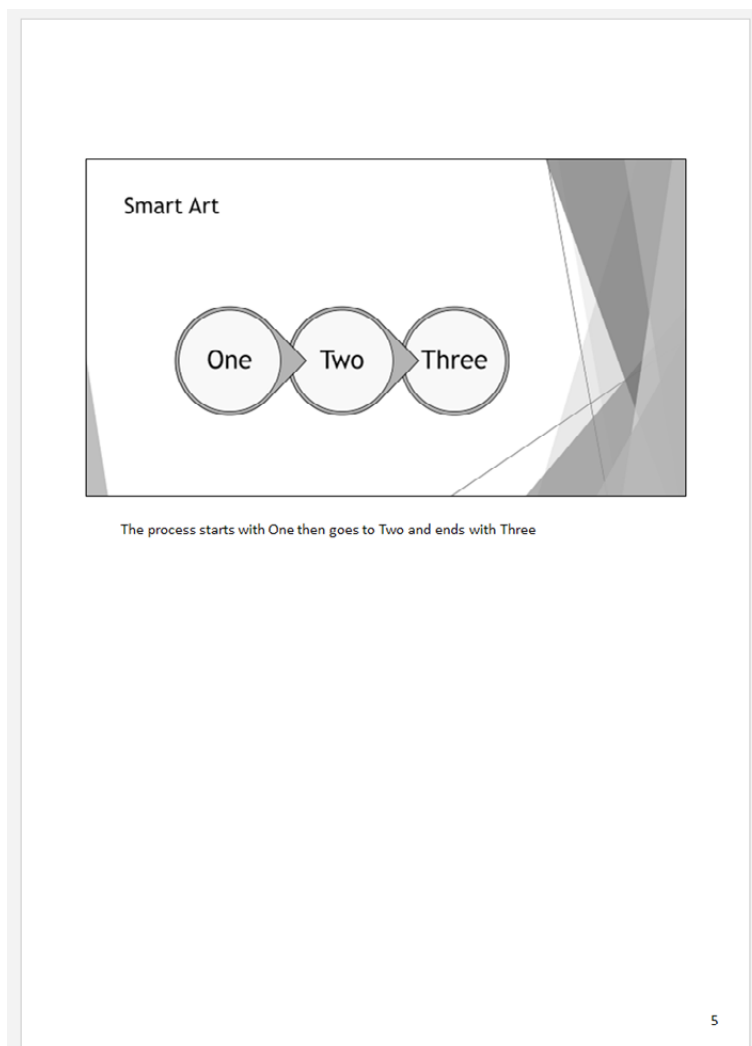 Smart Art
One Two Three
The process starts with One then goes to Two and ends with Three
5